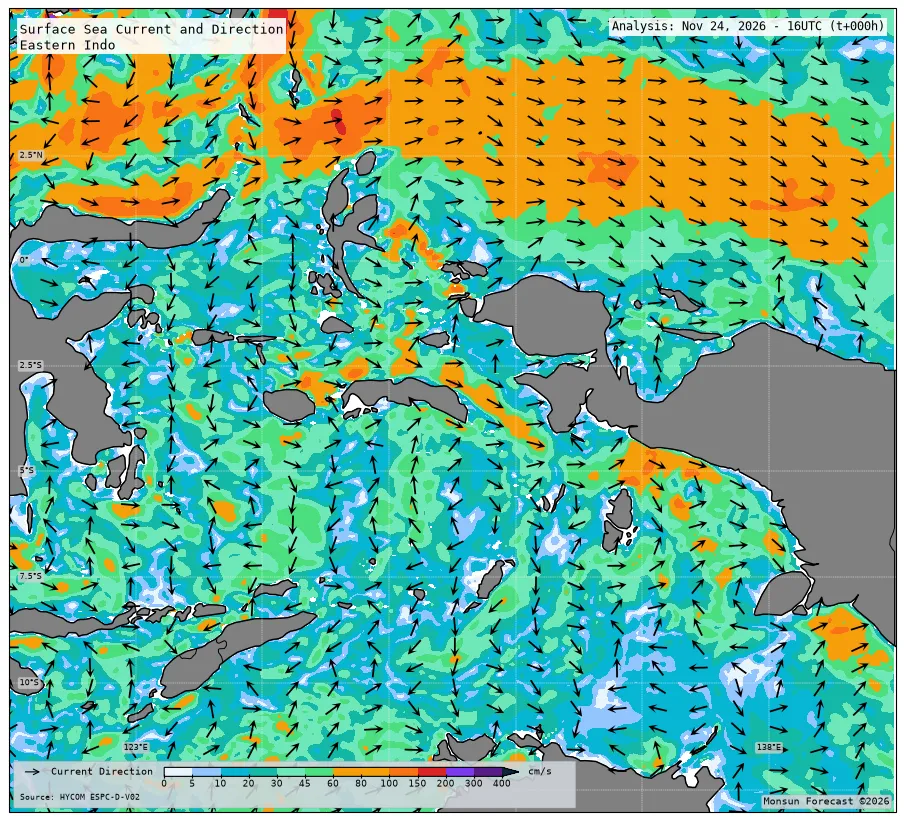 Surface Sea Current and Direction
Eastern Indo
Analysis: Nov 24, 2026 - 16UTC (t+000h)
2.5°N
0°
2.5°S
5°S
7.5°S
10°S
123°E
138°E
Current Direction
cm/s
0 5 10 20 30 45 60 80 100 150 200 300 400
Source: HYCOM ESPC-D-V02
Monsun Forecast ©2026